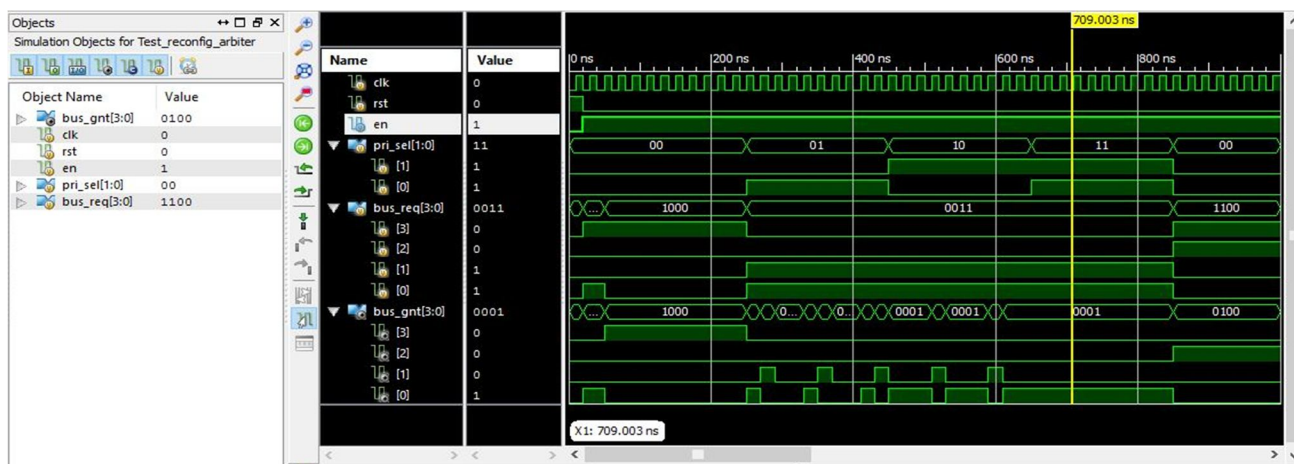 Objects
Simulation Objects for Test_reconfig_arbiter
Object Name Value
bus_gnt[3:0] 0100
clk 0
rst 0
en 1
pri_sel[1:0] 00
bus_req[3:0] 1100
709.003 ns
Name Value
0 ns 200 ns 400 ns 600 ns 800 ns
clk 0
rst 0
en 1
pri_sel[1:0] 11 00 01 10 11 00
[1] 1
[0] 1
bus_req[3:0] 0011 ... 1000 0011 1100
[3] 0
[2] 0
[1] 1
[0] 1
bus_gnt[3:0] 0001 ... 1000 0... 0... 0001 0001 0001 0100
[3] 0
[2] 0
[1] 0
[0] 1
X1: 709.003 ns